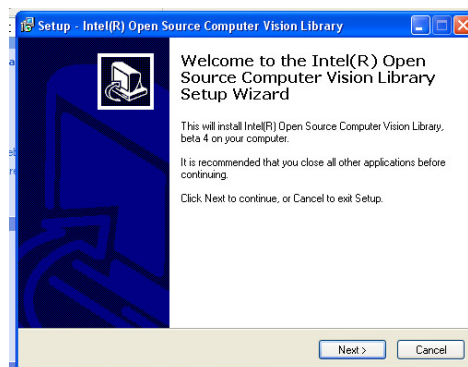 Setup - Intel(R) Open Source Computer Vision Library
Welcome to the Intel(R) Open
Source Computer Vision Library
Setup Wizard
This will install Intel(R) Open Source Computer Vision Library,
beta 4 on your computer.
It is recommended that you close all other applications before
continuing.
Click Next to continue, or Cancel to exit Setup.
Next >
Cancel